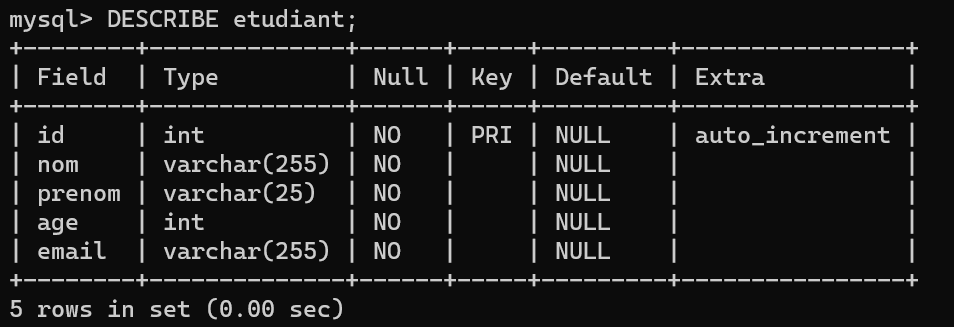 mysql> DESCRIBE etudiant;
+--------+--------------+------+-----+---------+----------------+
| Field  | Type         | Null | Key | Default | Extra          |
+--------+--------------+------+-----+---------+----------------+
| id     | int          | NO   | PRI | NULL    | auto_increment |
| nom    | varchar(255) | NO   |     | NULL    |                |
| prenom | varchar(25)  | NO   |     | NULL    |                |
| age    | int          | NO   |     | NULL    |                |
| email  | varchar(255) | NO   |     | NULL    |                |
+--------+--------------+------+-----+---------+----------------+
5 rows in set (0.00 sec)